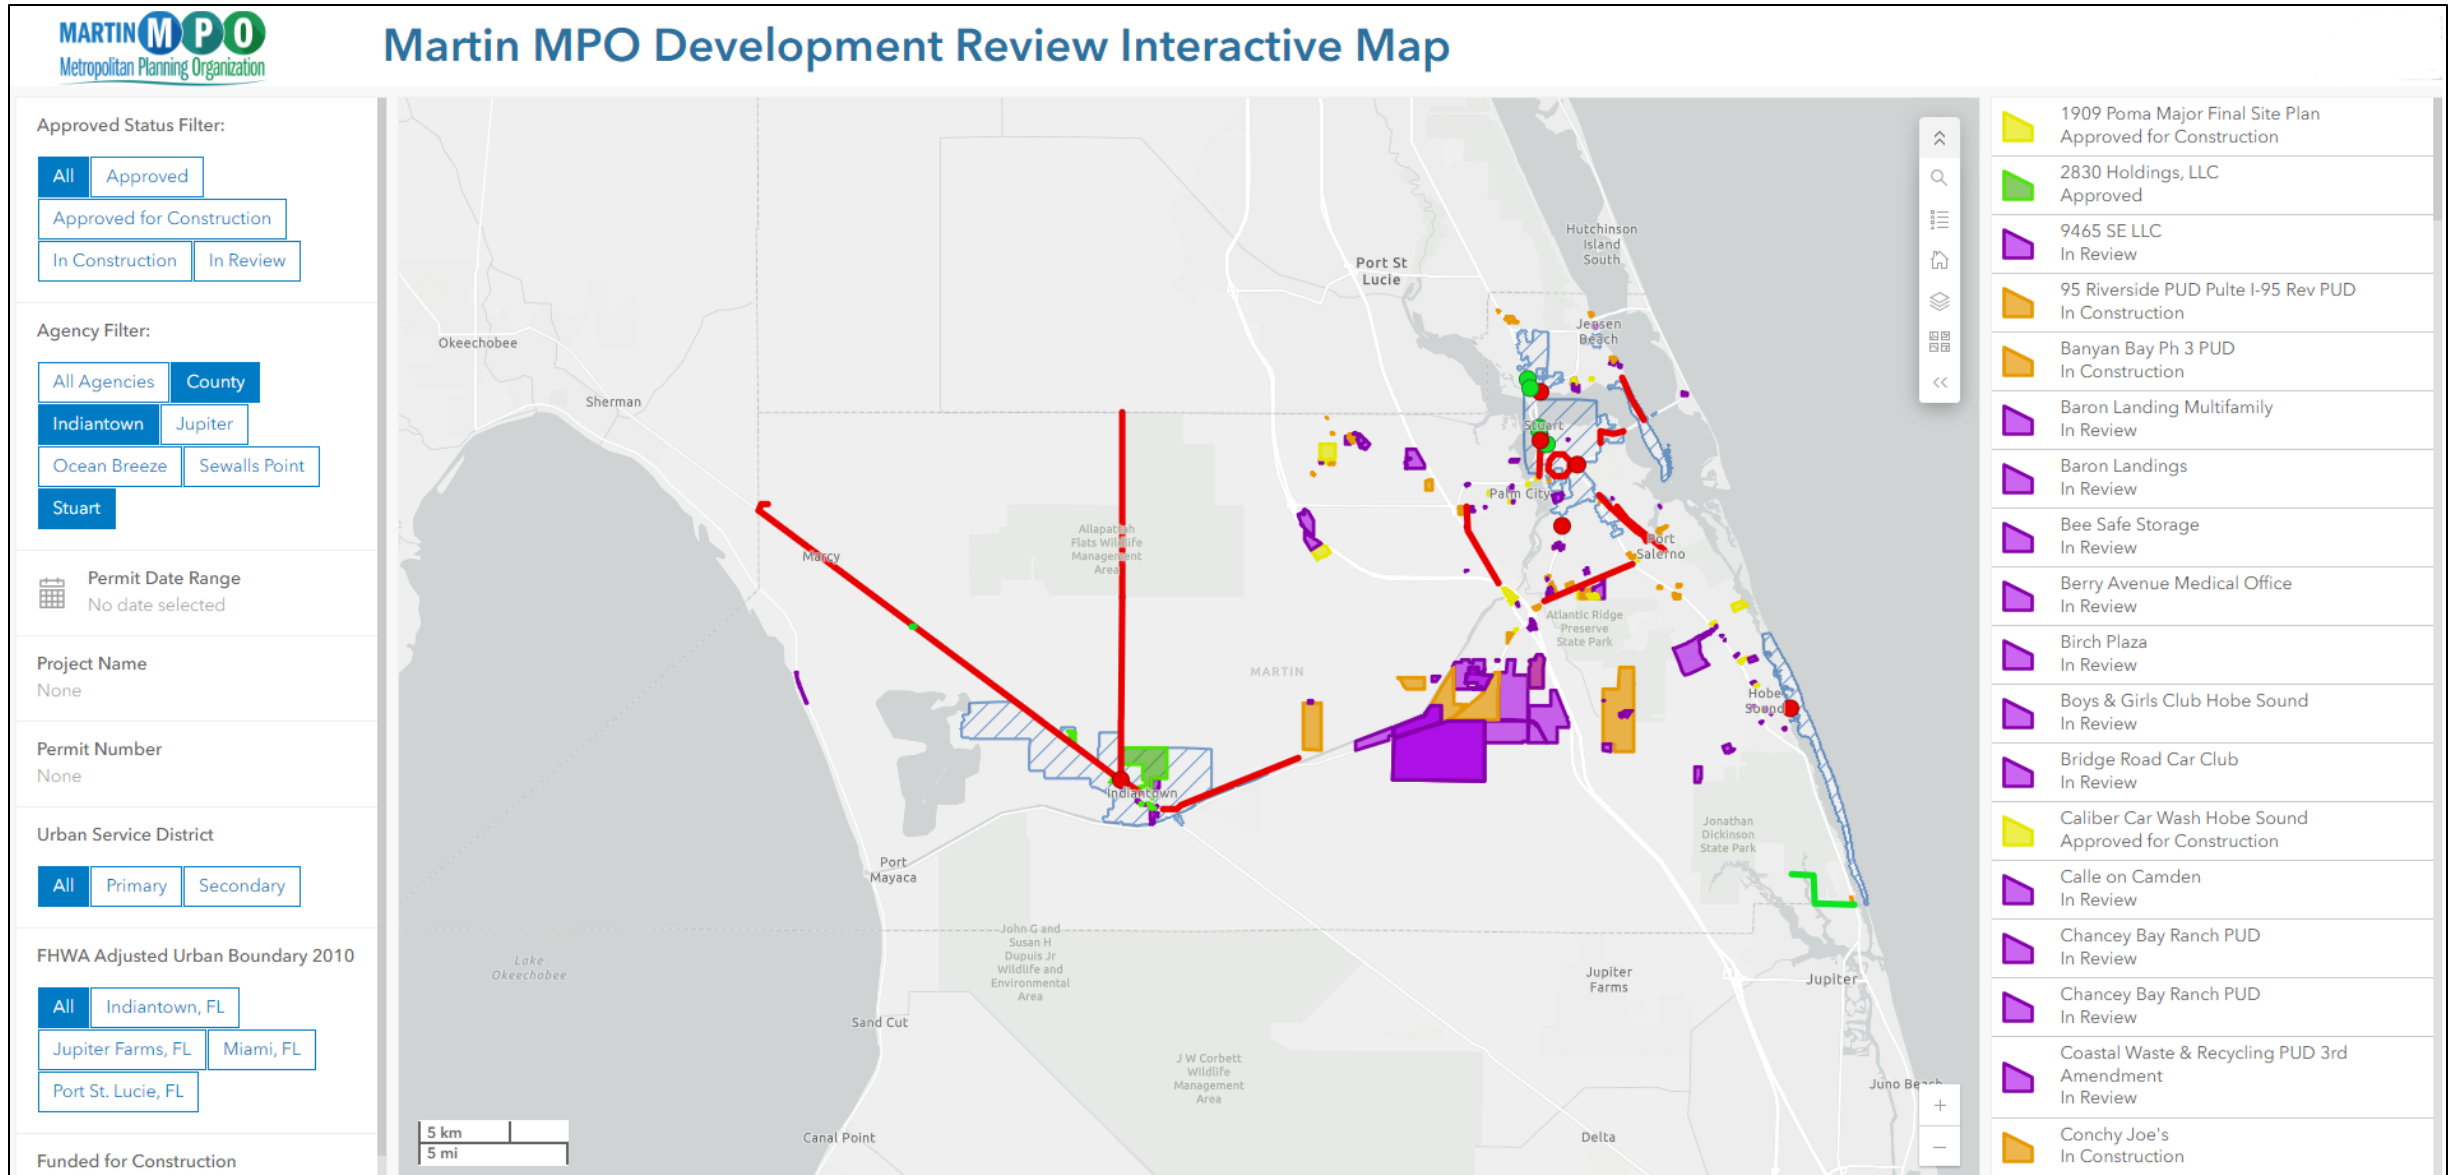 MARTIN MPO
Metropolitan Planning Organization
Martin MPO Development Review Interactive Map
Approved Status Filter:
All
Approved
Approved for Construction
In Construction
In Review
Agency Filter:
All Agencies
County
Indiantown
Jupiter
Ocean Breeze
Sewalls Point
Stuart
Permit Date Range
No date selected
Project Name
None
Permit Number
None
Urban Service District
All
Primary
Secondary
FHWA Adjusted Urban Boundary 2010
All
Indiantown, FL
Jupiter Farms, FL
Miami, FL
Port St. Lucie, FL
Funded for Construction
Hutchinson
Island
South
Port St
Lucie
Jensen
Beach
Okeechobee
Sherman
Stuart
Palm City
Allapattah
Flats Wildlife
Management
Area
Marcy
Port
Salerno
Atlantic Ridge
Preserve
State Park
MARTIN
Hobe
Sound
Indiantown
Jonathan
Dickinson
State Park
Port
Mayaca
John G and
Susan H
Dupuis Jr
Wildlife and
Environmental
Area
Lake
Okeechobee
Jupiter
Farms
Jupiter
Sand Cut
J W Corbett
Wildlife
Management
Area
Juno Beach
Canal Point
Delta
5 km
5 mi
1909 Poma Major Final Site Plan
Approved for Construction
2830 Holdings, LLC
Approved
9465 SE LLC
In Review
95 Riverside PUD Pulte I-95 Rev PUD
In Construction
Banyan Bay Ph 3 PUD
In Construction
Baron Landing Multifamily
In Review
Baron Landings
In Review
Bee Safe Storage
In Review
Berry Avenue Medical Office
In Review
Birch Plaza
In Review
Boys & Girls Club Hobe Sound
In Review
Bridge Road Car Club
In Review
Caliber Car Wash Hobe Sound
Approved for Construction
Calle on Camden
In Review
Chancey Bay Ranch PUD
In Review
Chancey Bay Ranch PUD
In Review
Coastal Waste & Recycling PUD 3rd
Amendment
In Review
Conchy Joe's
In Construction